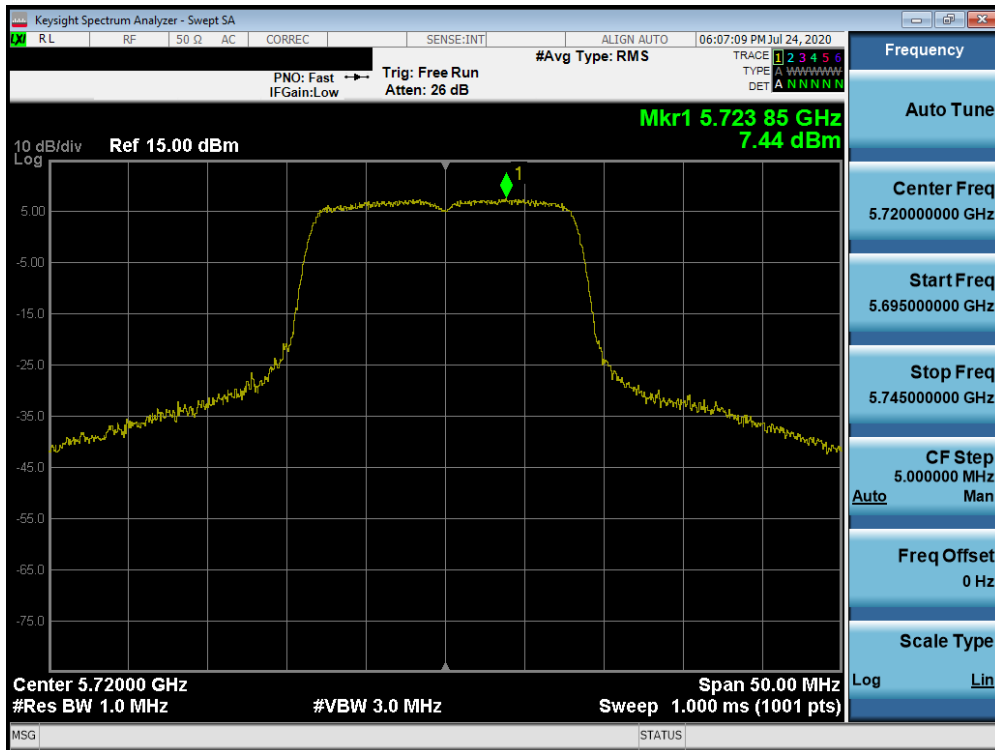 Keysight Spectrum Analyzer - Swept SA
LXI RL RF 50 Ω AC CORREC SENSE:INT ALIGN AUTO 06:07:09 PM Jul 24, 2020
#Avg Type: RMS
TRACE 1 2 3 4 5 6
TYPE A WWWWW
DET A N N N N N
PNO: Fast
IFGain:Low
Trig: Free Run
Atten: 26 dB
Mkr1 5.723 85 GHz
7.44 dBm
10 dB/div Ref 15.00 dBm
Log
1
5.00
-5.00
-15.0
-25.0
-35.0
-45.0
-55.0
-65.0
-75.0
Center 5.72000 GHz Span 50.00 MHz
#Res BW 1.0 MHz #VBW 3.0 MHz Sweep 1.000 ms (1001 pts)
MSG STATUS
Frequency
Auto Tune
Center Freq
5.720000000 GHz
Start Freq
5.695000000 GHz
Stop Freq
5.745000000 GHz
CF Step
5.000000 MHz
Auto Man
Freq Offset
0 Hz
Scale Type
Log Lin